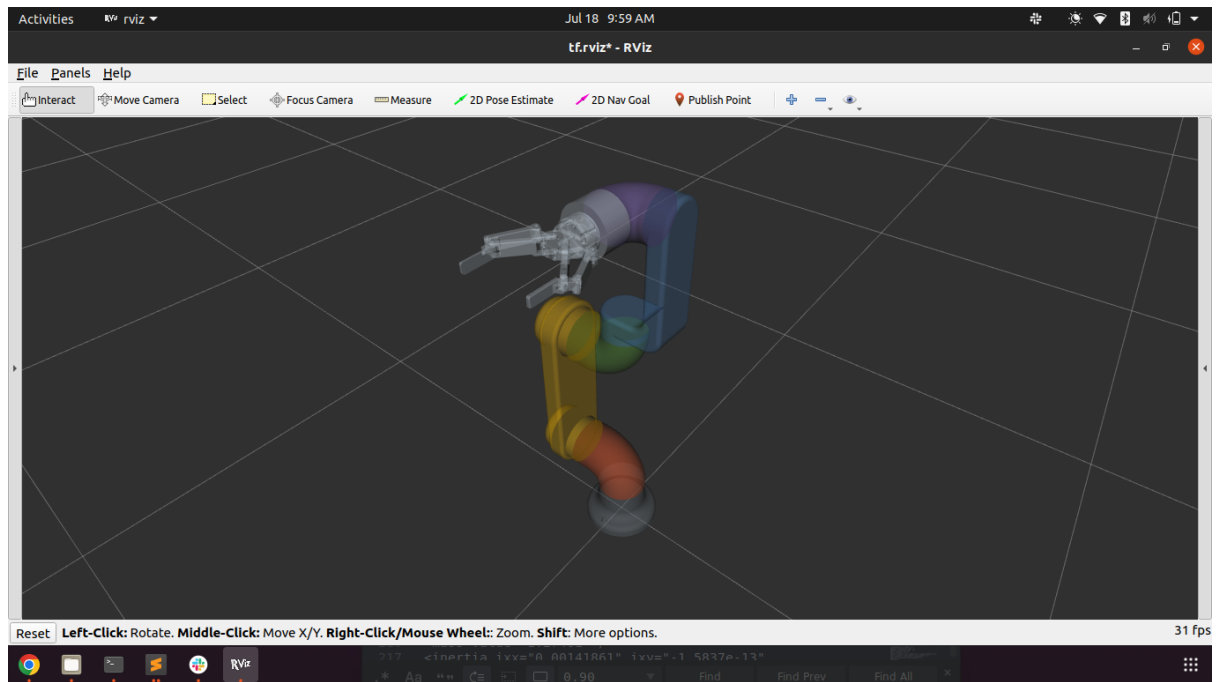 Activities RViz rviz Jul 18 9:59 AM
tf.rviz* - RViz
File Panels Help
Interact Move Camera Select Focus Camera Measure 2D Pose Estimate 2D Nav Goal Publish Point
Reset Left-Click: Rotate. Middle-Click: Move X/Y. Right-Click/Mouse Wheel:: Zoom. Shift: More options. 31 fps
RViz
217 <inertia ixx="0.00141861" ixy="-1.5837e-13"
.* Aa "" 0.90 Find Find Prev Find All